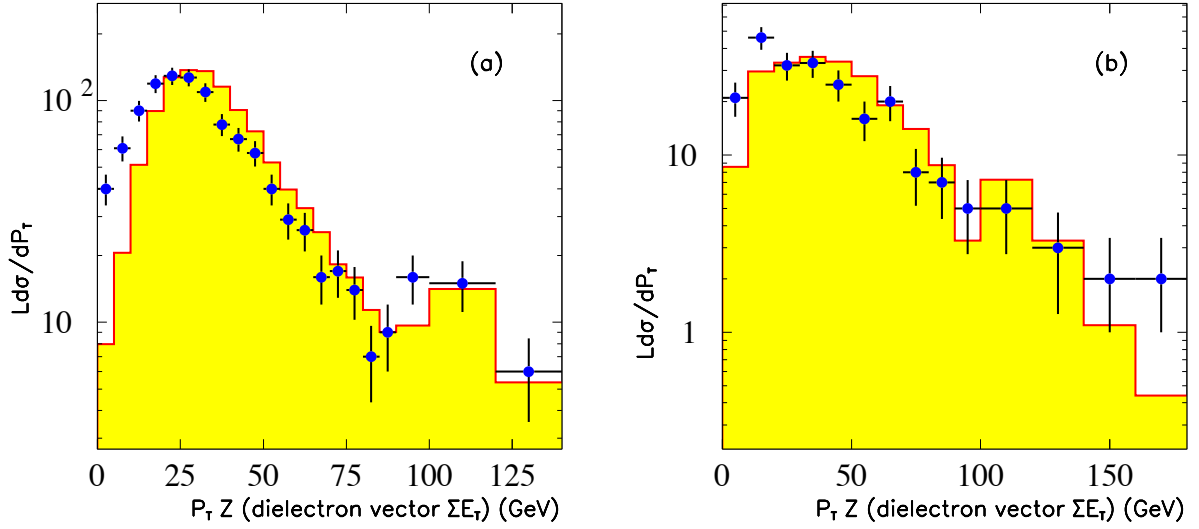 (a)
Ldσ/dP_T
10²
10
0 25 50 75 100 125
P_T Z (dielectron vector ΣE_T) (GeV)
(b)
Ldσ/dP_T
10
1
0 50 100 150
P_T Z (dielectron vector ΣE_T) (GeV)